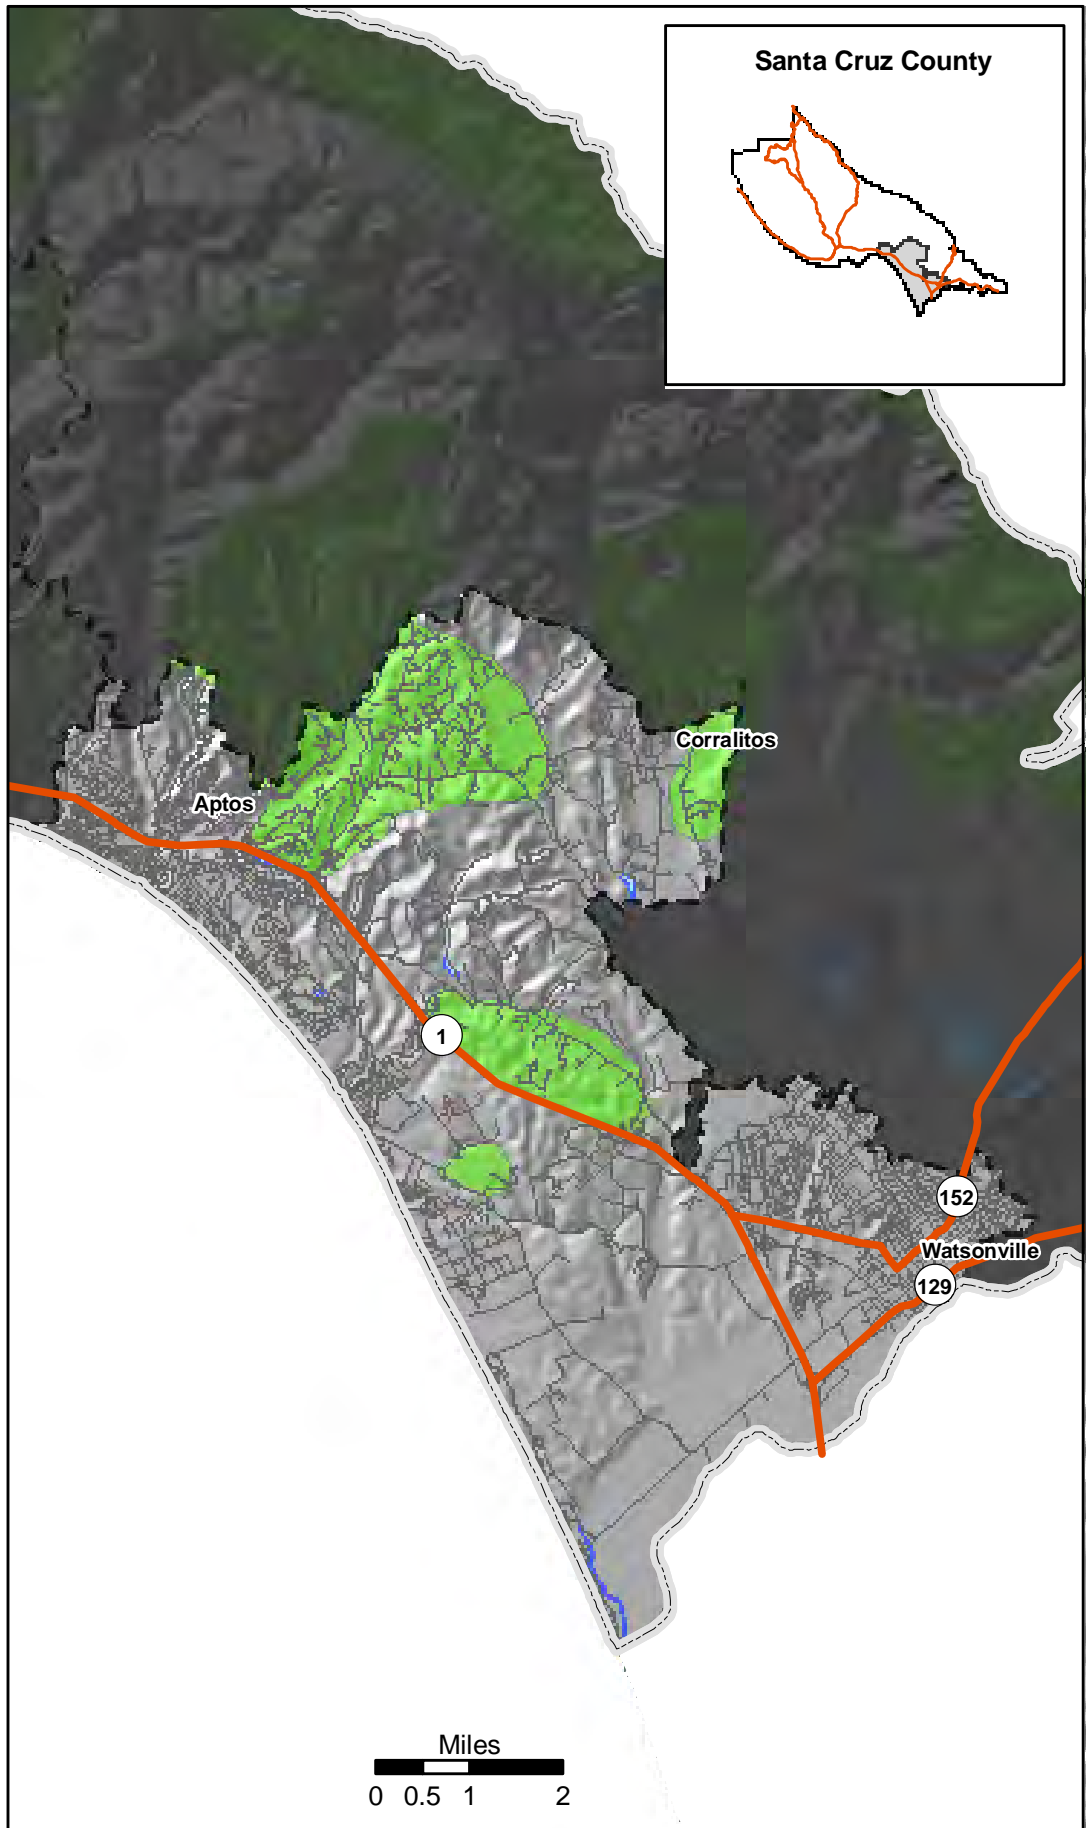 Santa Cruz County
Corralitos
Aptos
1
152
Watsonville
129
Miles
0 0.5 1 2